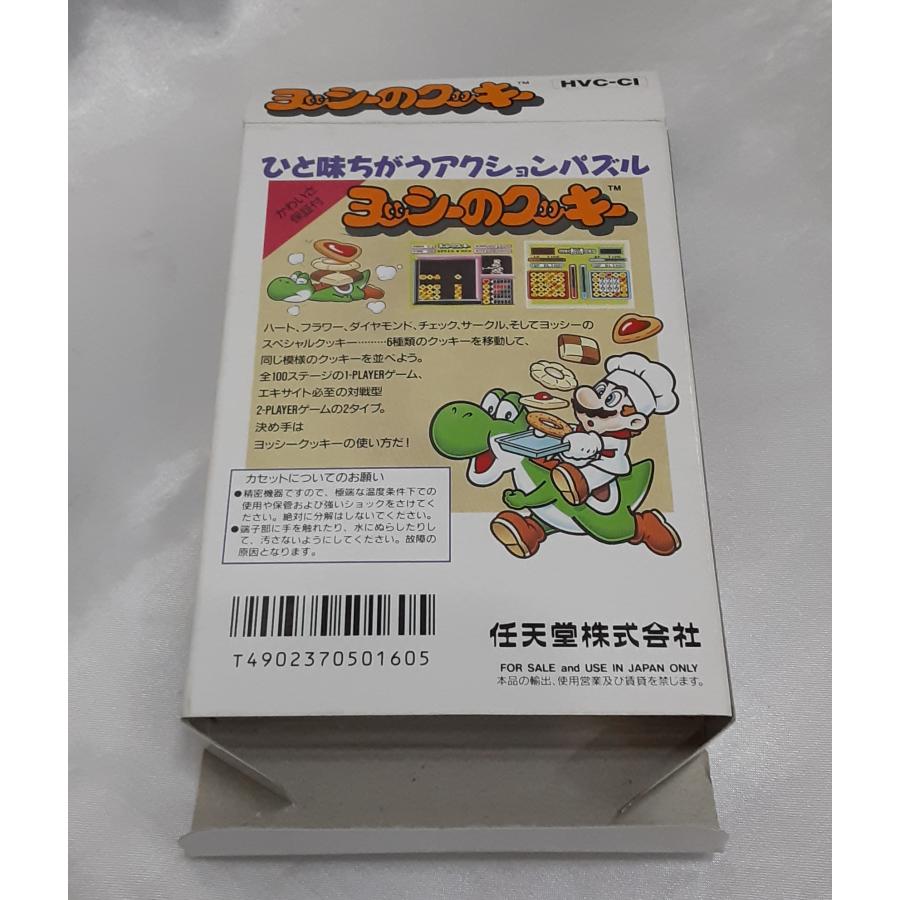 ヨッシーのクッキー™
HVC-CI
ひと味ちがうアクションパズル
かわいさ
保証付
ヨッシーのクッキー™
ハート、フラワー、ダイヤモンド、チェック、サークル、そしてヨッシーの
スペシャルクッキー………6種類のクッキーを移動して、
同じ模様のクッキーを並べよう。
全100ステージの1-PLAYERゲーム、
エキサイト必至の対戦型
2-PLAYERゲームの2タイプ。
決め手は
ヨッシークッキーの使い方だ!
カセットについてのお願い
●精密機器ですので、極端な温度条件下での
使用や保管および強いショックをさけてく
ださい。絶対に分解はしないでください。
●端子部に手を触れたり、水にぬらしたりし
て、汚さないようにしてください。故障の
原因となります。
T4902370501605
任天堂株式会社
FOR SALE and USE IN JAPAN ONLY
本品の輸出、使用営業及び賃貸を禁じます。